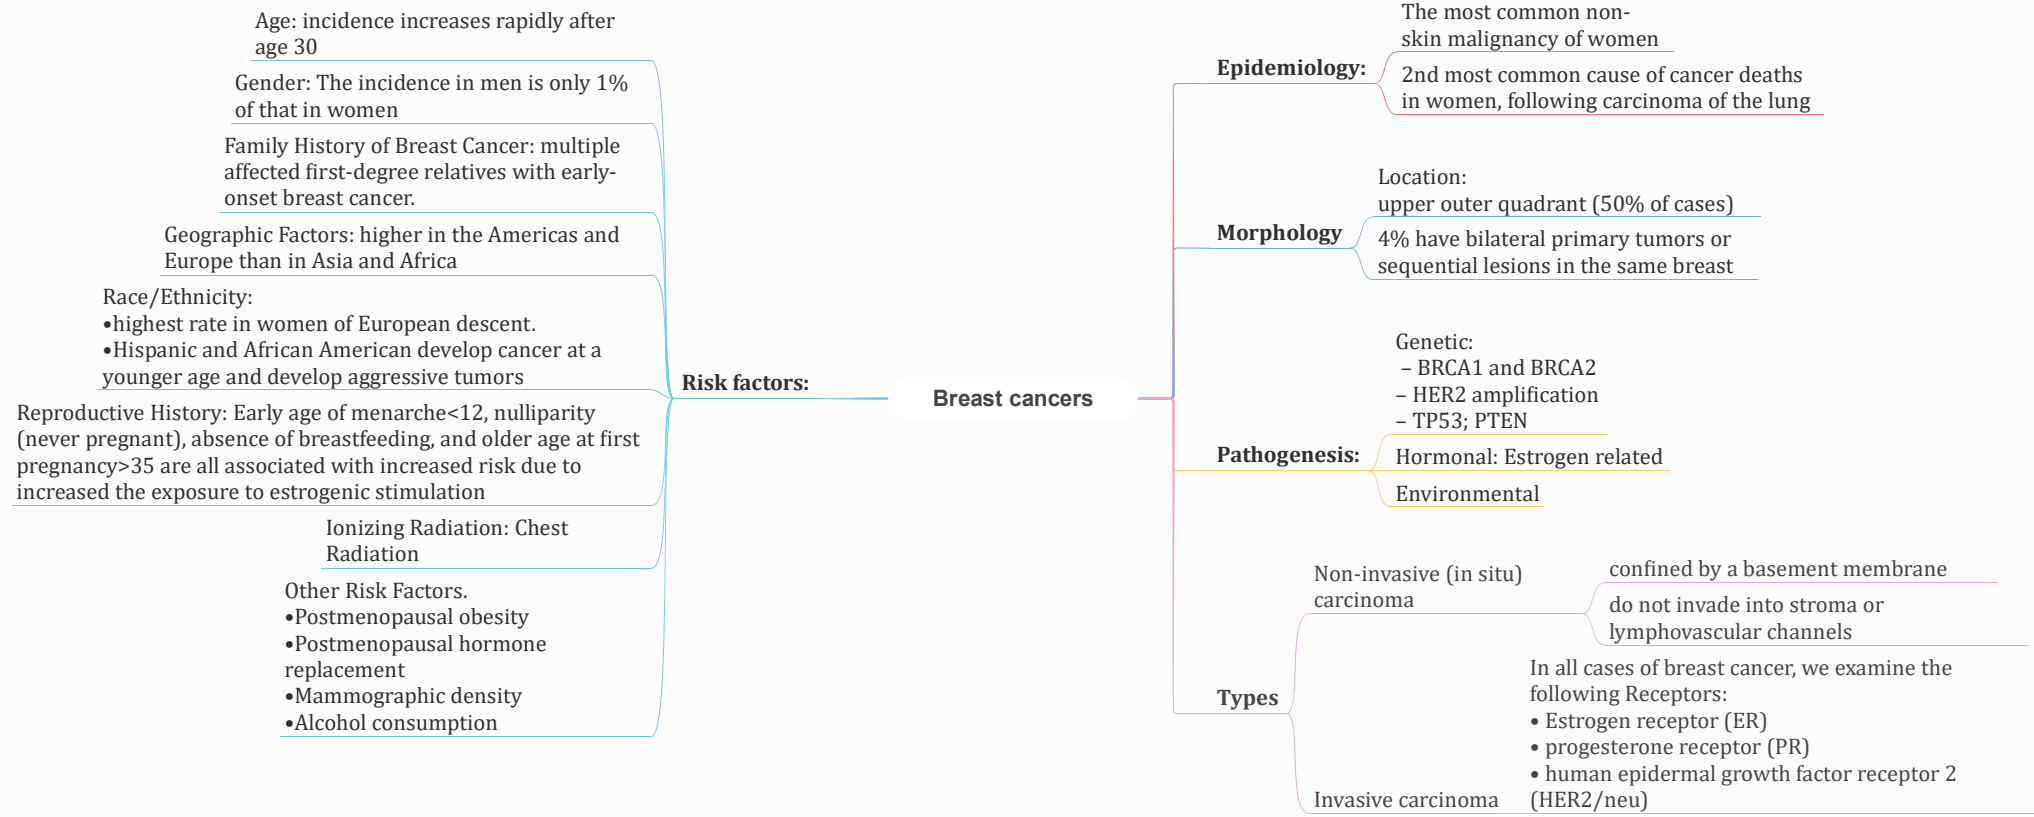 Breast cancers
Risk factors:
Age: incidence increases rapidly after
age 30
Gender: The incidence in men is only 1%
of that in women
Family History of Breast Cancer: multiple
affected first-degree relatives with early-
onset breast cancer.
Geographic Factors: higher in the Americas and
Europe than in Asia and Africa
Race/Ethnicity:
•highest rate in women of European descent.
•Hispanic and African American develop cancer at a
younger age and develop aggressive tumors
Reproductive History: Early age of menarche<12, nulliparity
(never pregnant), absence of breastfeeding, and older age at first
pregnancy>35 are all associated with increased risk due to
increased the exposure to estrogenic stimulation
Ionizing Radiation: Chest
Radiation
Other Risk Factors.
•Postmenopausal obesity
•Postmenopausal hormone
replacement
•Mammographic density
•Alcohol consumption
Epidemiology:
The most common non-
skin malignancy of women
2nd most common cause of cancer deaths
in women, following carcinoma of the lung
Morphology
Location:
upper outer quadrant (50% of cases)
4% have bilateral primary tumors or
sequential lesions in the same breast
Pathogenesis:
Genetic:
– BRCA1 and BRCA2
– HER2 amplification
– TP53; PTEN
Hormonal: Estrogen related
Environmental
Types
Non-invasive (in situ)
carcinoma
confined by a basement membrane
do not invade into stroma or
lymphovascular channels
Invasive carcinoma
In all cases of breast cancer, we examine the
following Receptors:
• Estrogen receptor (ER)
• progesterone receptor (PR)
• human epidermal growth factor receptor 2
(HER2/neu)